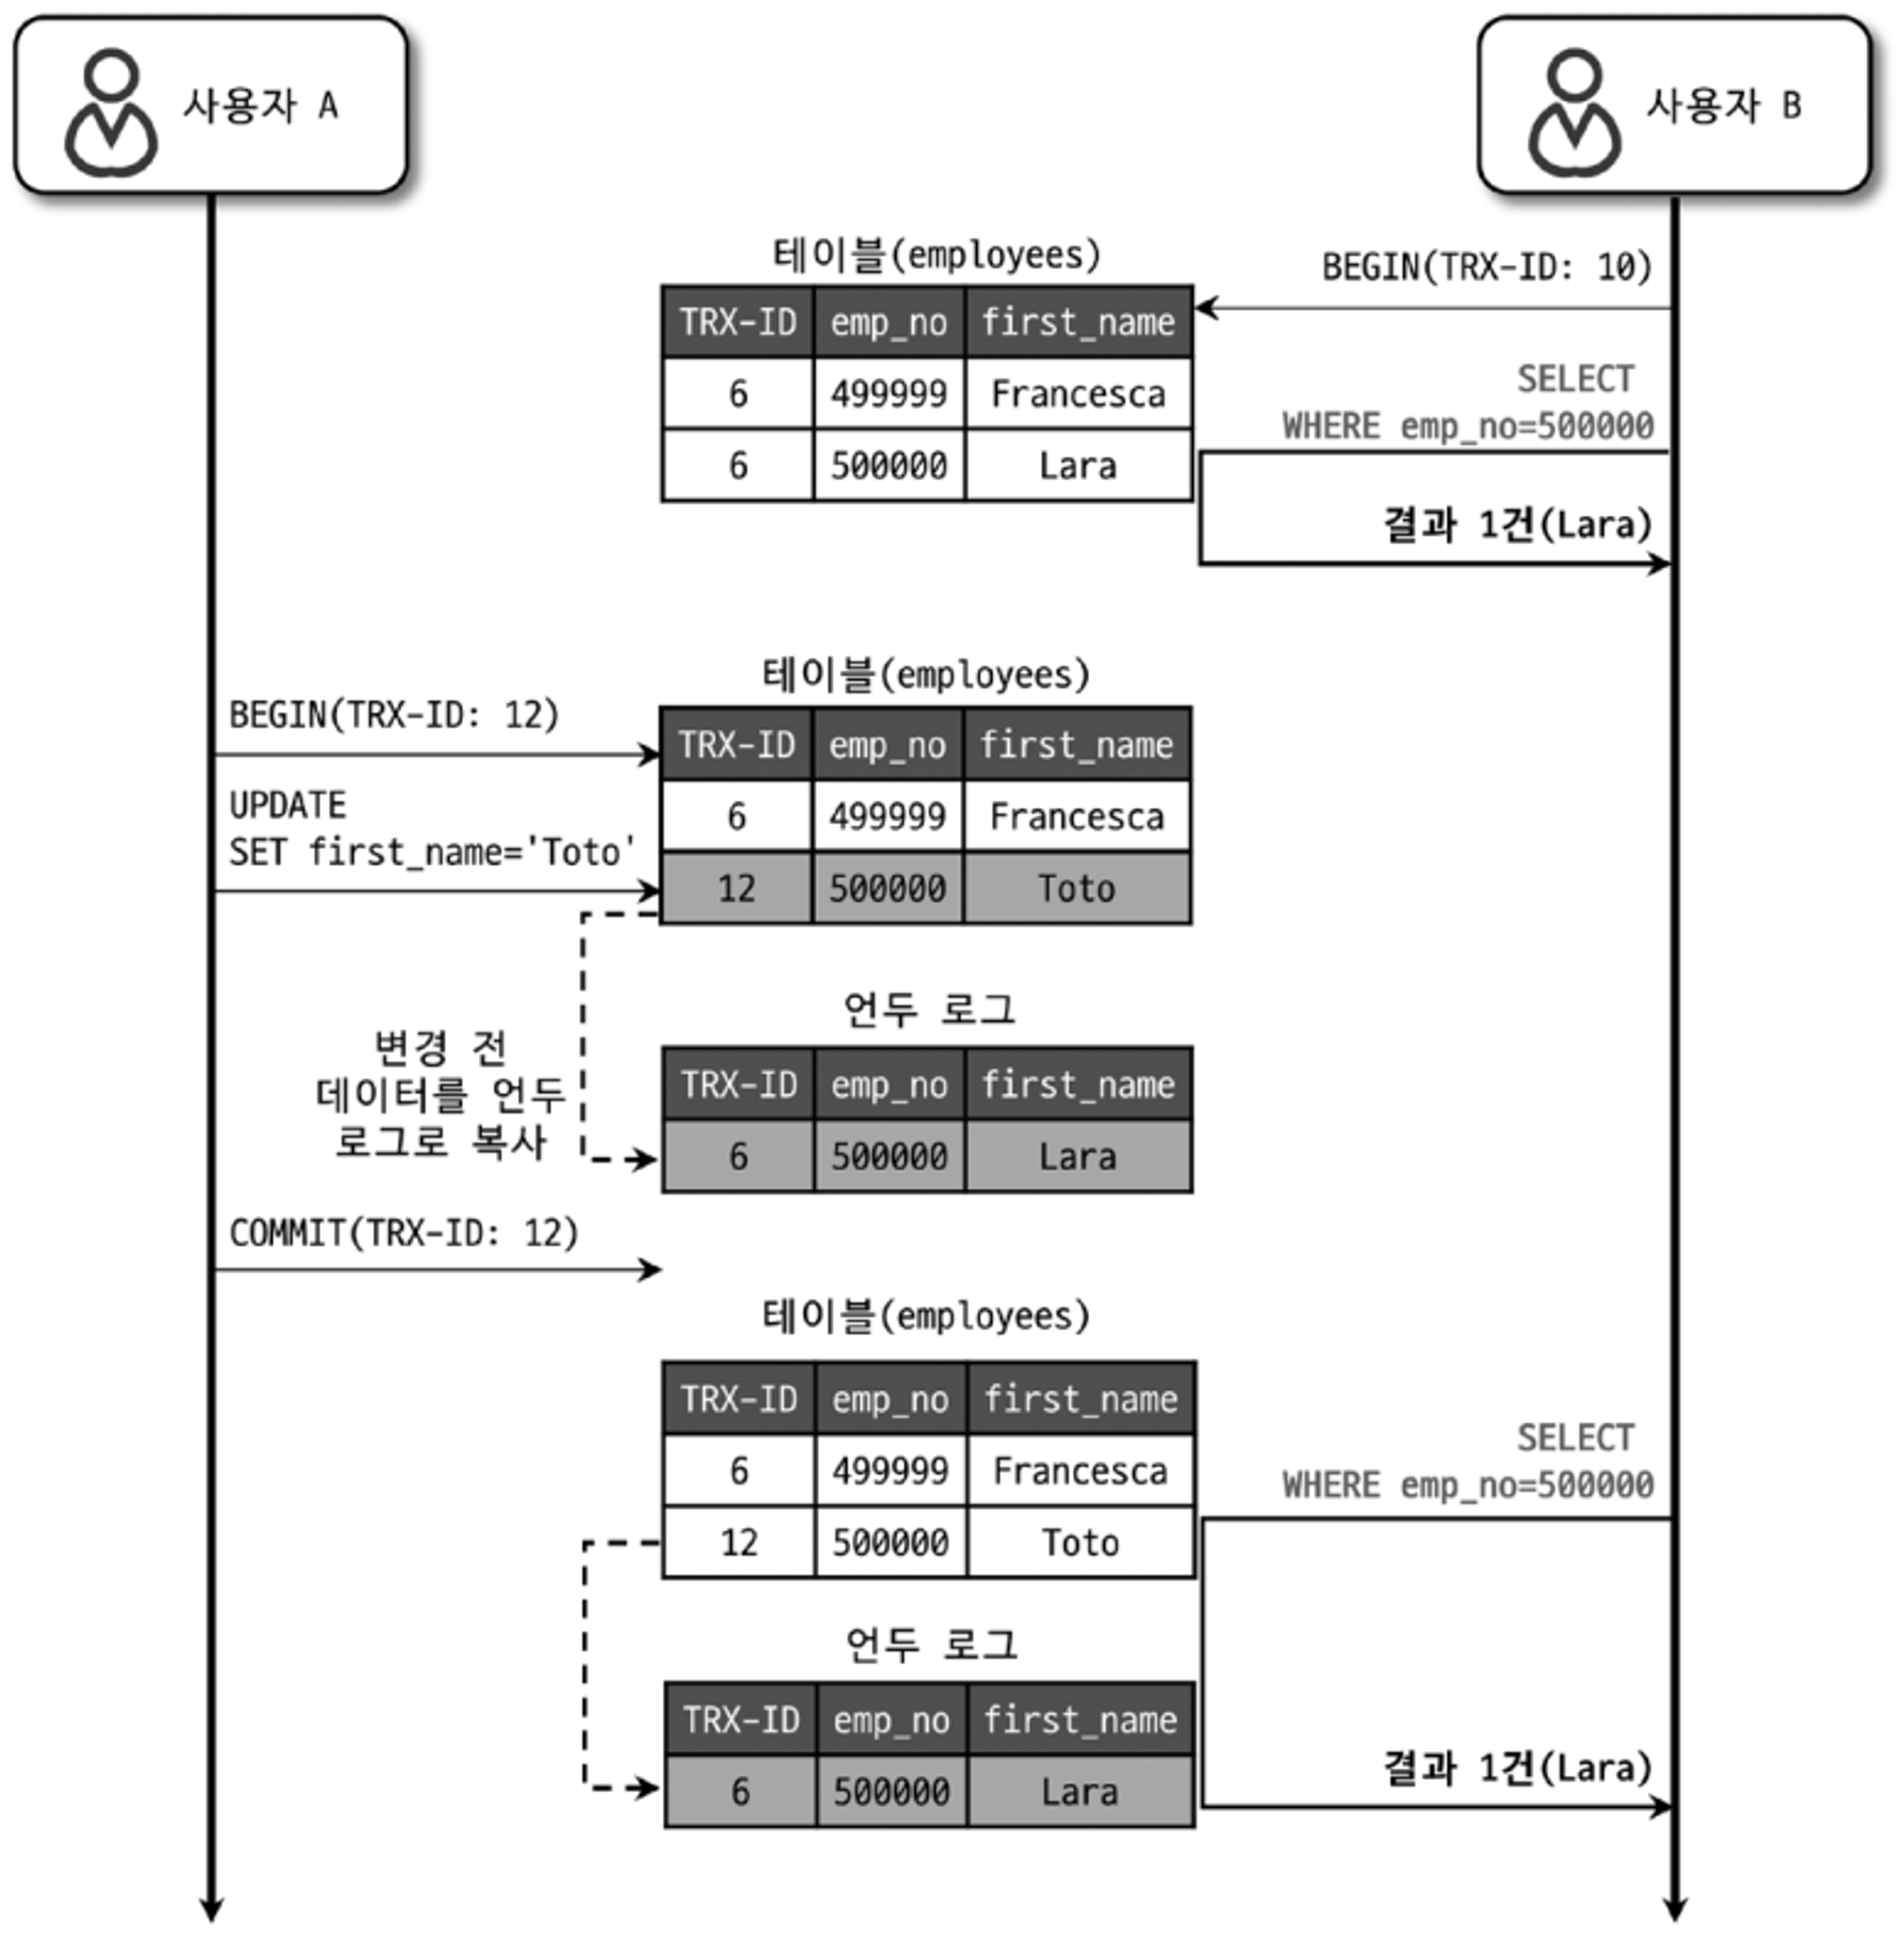 사용자 A
사용자 B
테이블(employees)
BEGIN(TRX-ID: 10)
TRX-ID emp_no first_name
6 499999 Francesca
6 500000 Lara
SELECT
WHERE emp_no=500000
결과 1건(Lara)
테이블(employees)
BEGIN(TRX-ID: 12)
UPDATE
SET first_name='Toto'
TRX-ID emp_no first_name
6 499999 Francesca
12 500000 Toto
언두 로그
변경 전
데이터를 언두
로그로 복사
TRX-ID emp_no first_name
6 500000 Lara
COMMIT(TRX-ID: 12)
테이블(employees)
TRX-ID emp_no first_name
6 499999 Francesca
12 500000 Toto
SELECT
WHERE emp_no=500000
언두 로그
TRX-ID emp_no first_name
6 500000 Lara
결과 1건(Lara)